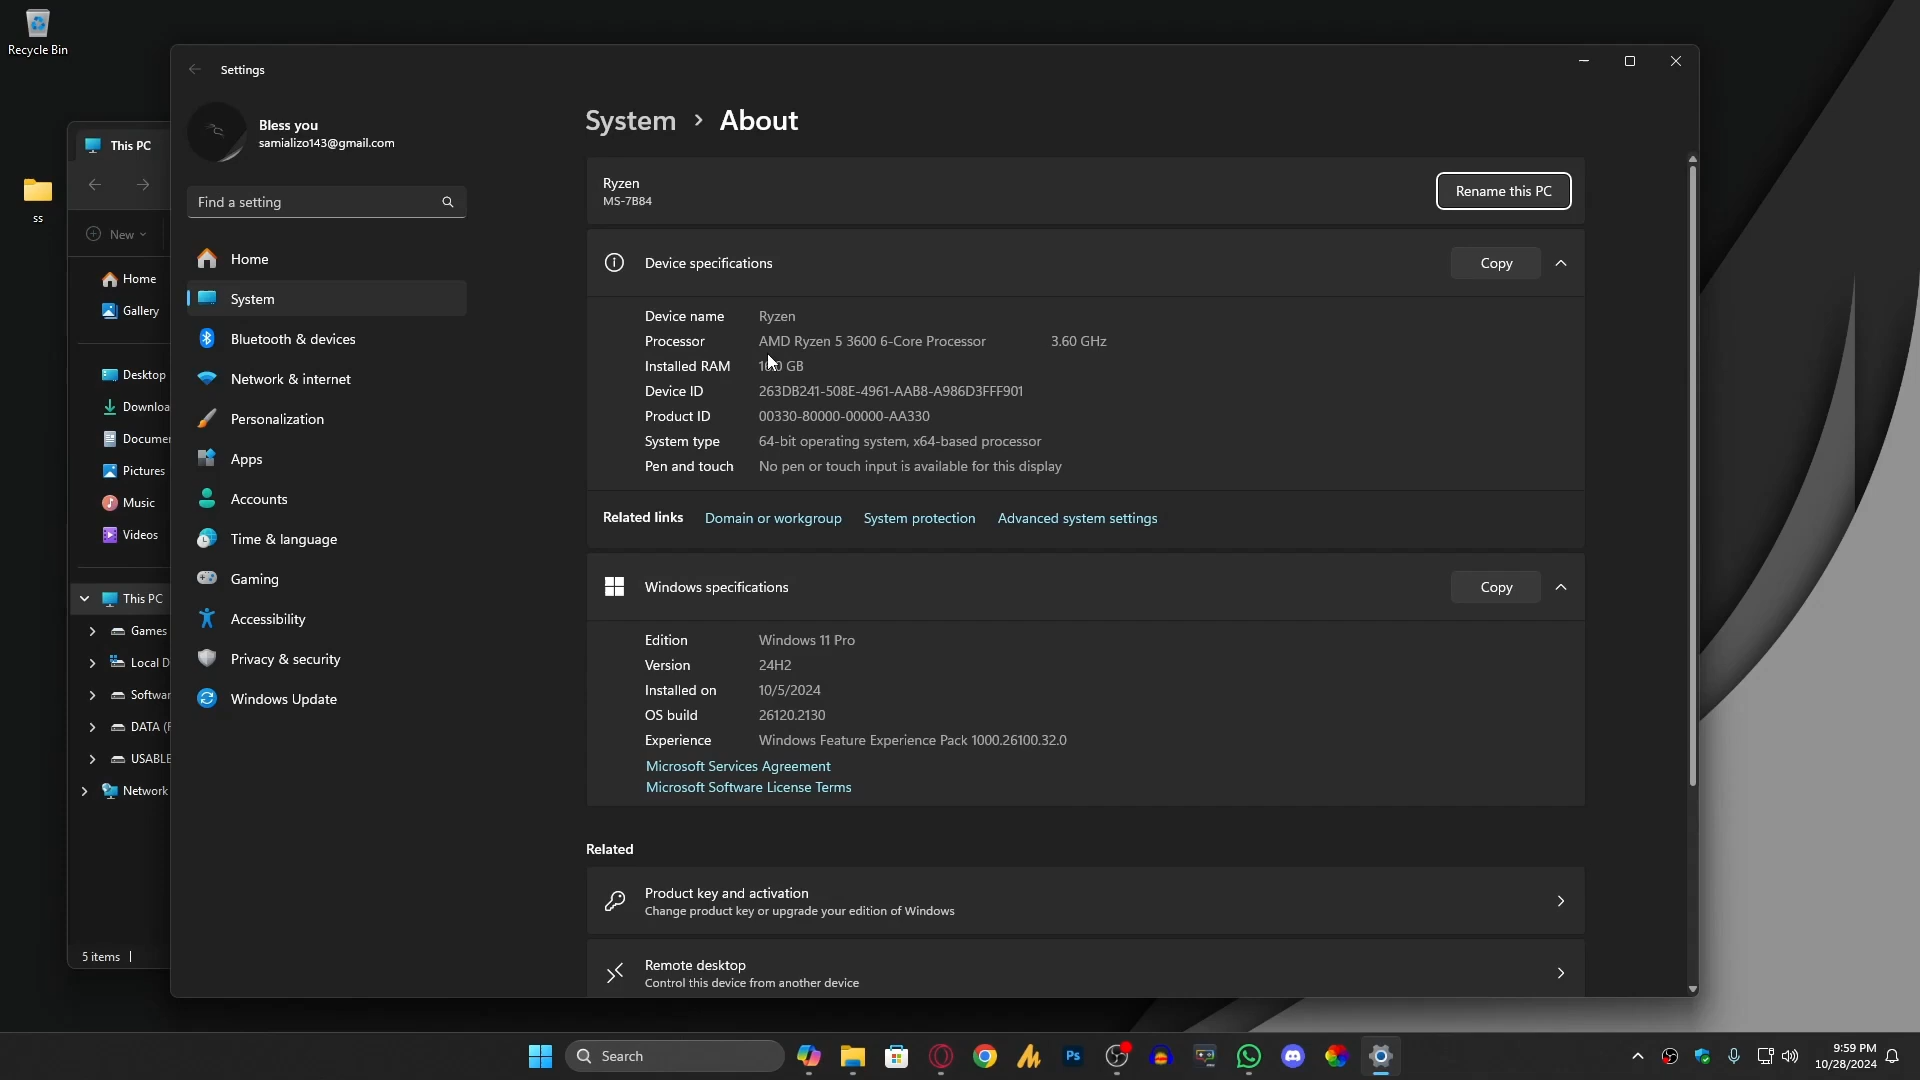 Recycle Bin
ss
This PC
New
Home
Gallery
Desktop
Music
Pictures
Videos
This PC
Games
Local D
USABLE
Network
5 items
Settings
Bless you
samializo143@gmail.com
Find a setting
Home
System
Bluetooth & devices
Network & internet
Personalization
Apps
Accounts
Time & language
Gaming
Accessibility
Privacy & security
Windows Update
System > About
Ryzen
MS-7B84
Rename this PC
Device specifications
Copy
Device name Ryzen
Processor AMD Ryzen 5 3600 6-Core Processor 3.60 GHz
Installed RAM GB
Device ID 263DB241-508E-4961-AAB8-A986D3FFF901
Product ID 00330-80000-00000-AA330
System type 64-bit operating system, x64-based processor
Pen and touch No pen or touch input is available for this display
Related links Domain or workgroup System protection Advanced system settings
Windows specifications
Copy
Edition Windows 11 Pro
Version 24H2
Installed on 10/5/2024
OS build 26120.2130
Experience Windows Feature Experience Pack 1000.26100.32.0
Microsoft Services Agreement
Microsoft Software License Terms
Related
Product key and activation
Change product key or upgrade your edition of Windows
Remote desktop
Control this device from another device
Search
Ps
9:59 PM
10/28/2024